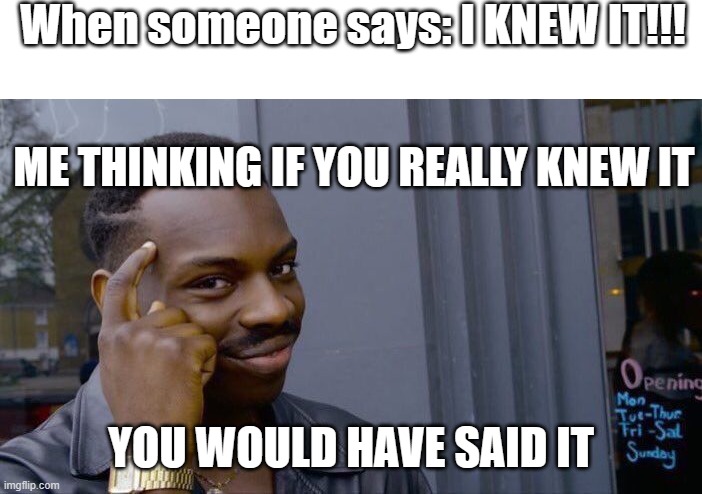 When someone says: I KNEW IT!!!
ME THINKING IF YOU REALLY KNEW IT
YOU WOULD HAVE SAID IT
Opening
Mon
Tue-Thur
Fri-Sat
Sunday
imgflip.com